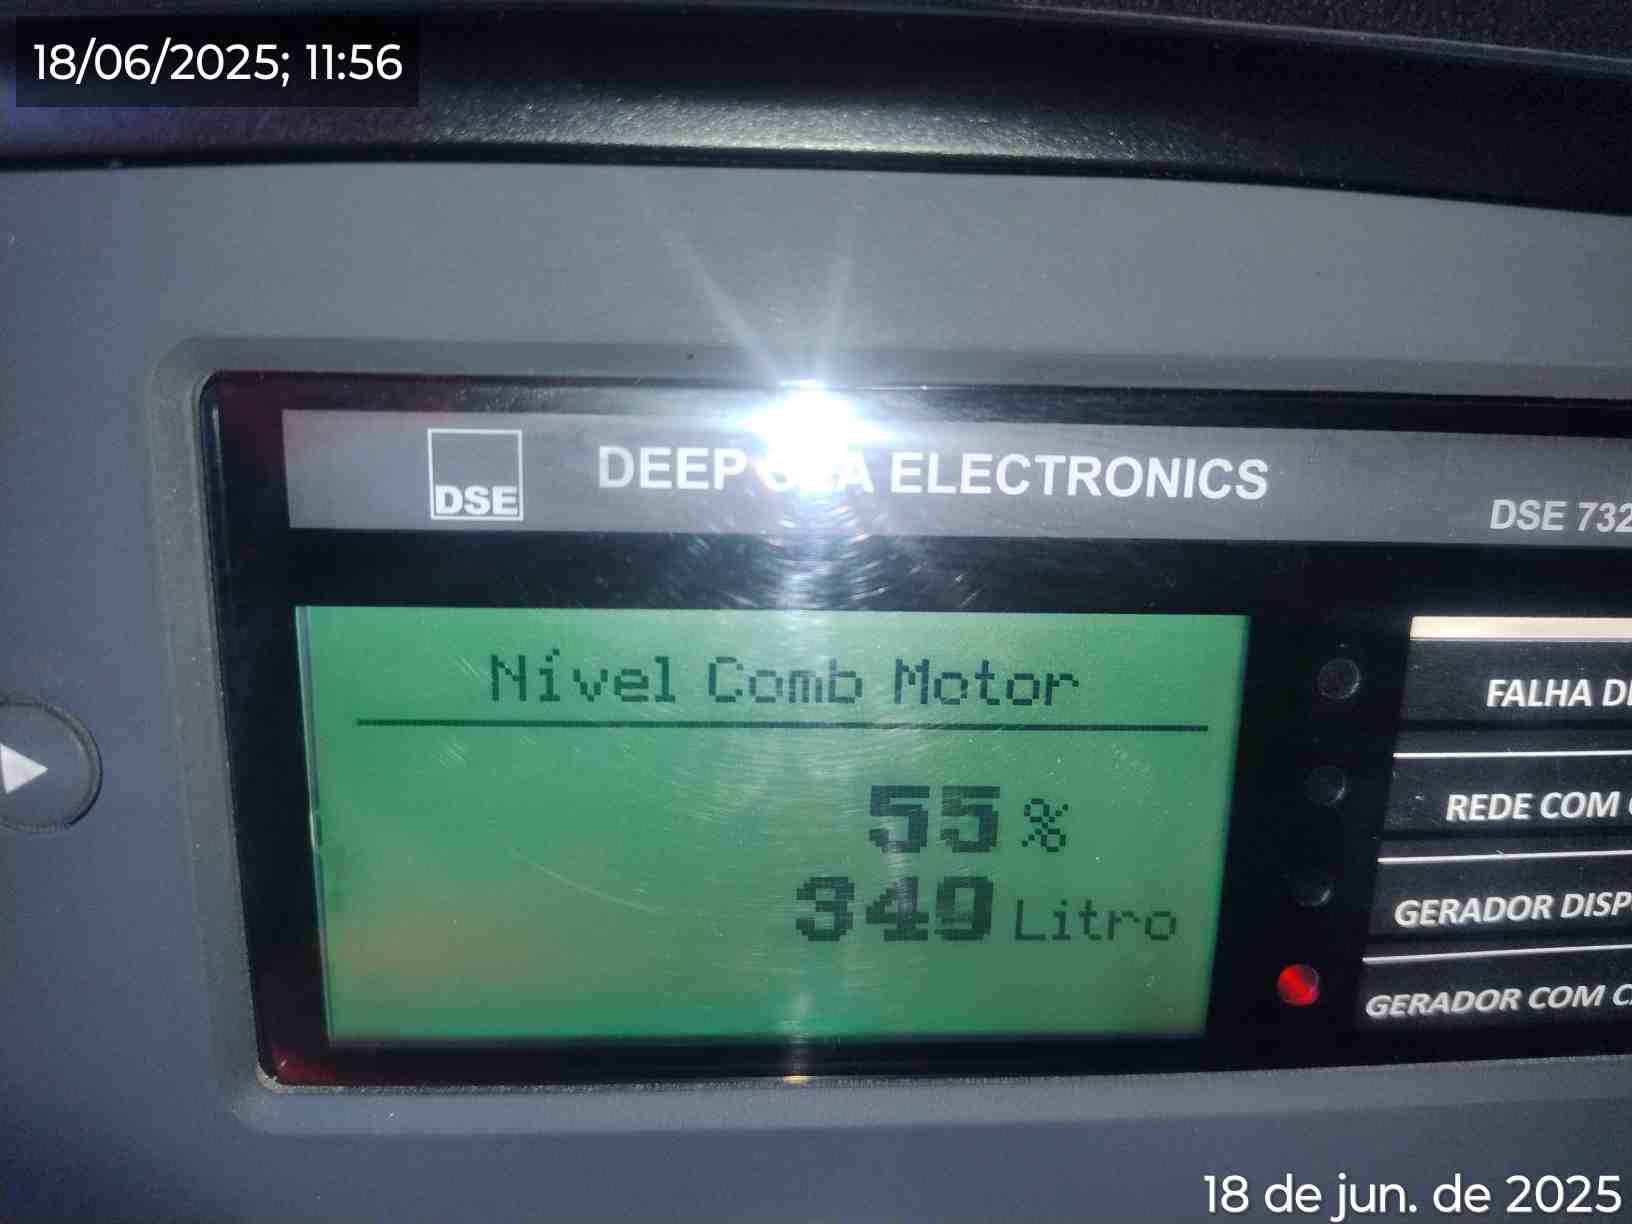 18/06/2025; 11:56
DSE
DEEP SEA ELECTRONICS
DSE 732
Nível Comb Motor
55 %
349 Litro
FALHA
REDE COM
GERADOR DISP
GERADOR COM
18 de jun. de 2025